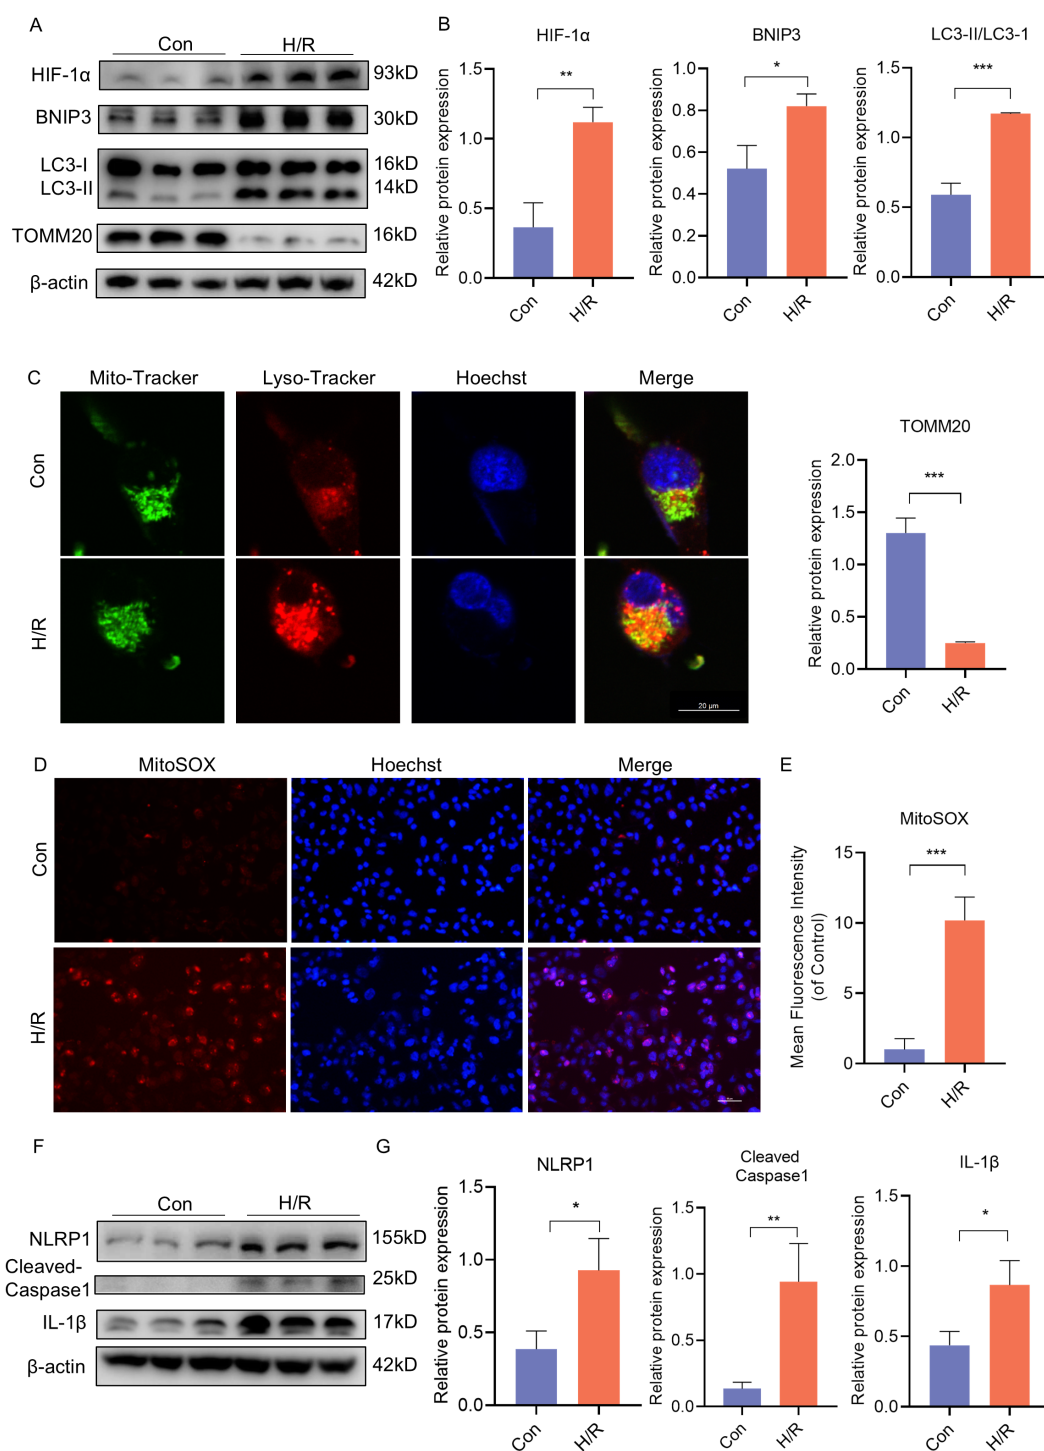 A
Con H/R
HIF-1α 93kD
BNIP3 30kD
LC3-I 16kD
LC3-II 14kD
TOMM20 16kD
β-actin 42kD
B
HIF-1α
Relative protein expression
1.5
1.0
0.5
0.0
**
Con H/R
BNIP3
Relative protein expression
1.0
0.8
0.6
0.4
0.2
0.0
*
Con H/R
LC3-II/LC3-1
Relative protein expression
1.5
1.0
0.5
0.0
***
Con H/R
C
Mito-Tracker Lyso-Tracker Hoechst Merge
Con
H/R
20 μm
TOMM20
Relative protein expression
2.0
1.5
1.0
0.5
0.0
***
Con H/R
D
MitoSOX Hoechst Merge
Con
H/R
E
MitoSOX
Mean Fluorescence Intensity
(of Control)
15
10
5
0
***
Con H/R
F
Con H/R
NLRP1 155kD
Cleaved-
Caspase1 25kD
IL-1β 17kD
β-actin 42kD
G
NLRP1
Relative protein expression
1.5
1.0
0.5
0.0
*
Con H/R
Cleaved
Caspase1
Relative protein expression
1.5
1.0
0.5
0.0
**
Con H/R
IL-1β
Relative protein expression
1.5
1.0
0.5
0.0
*
Con H/R